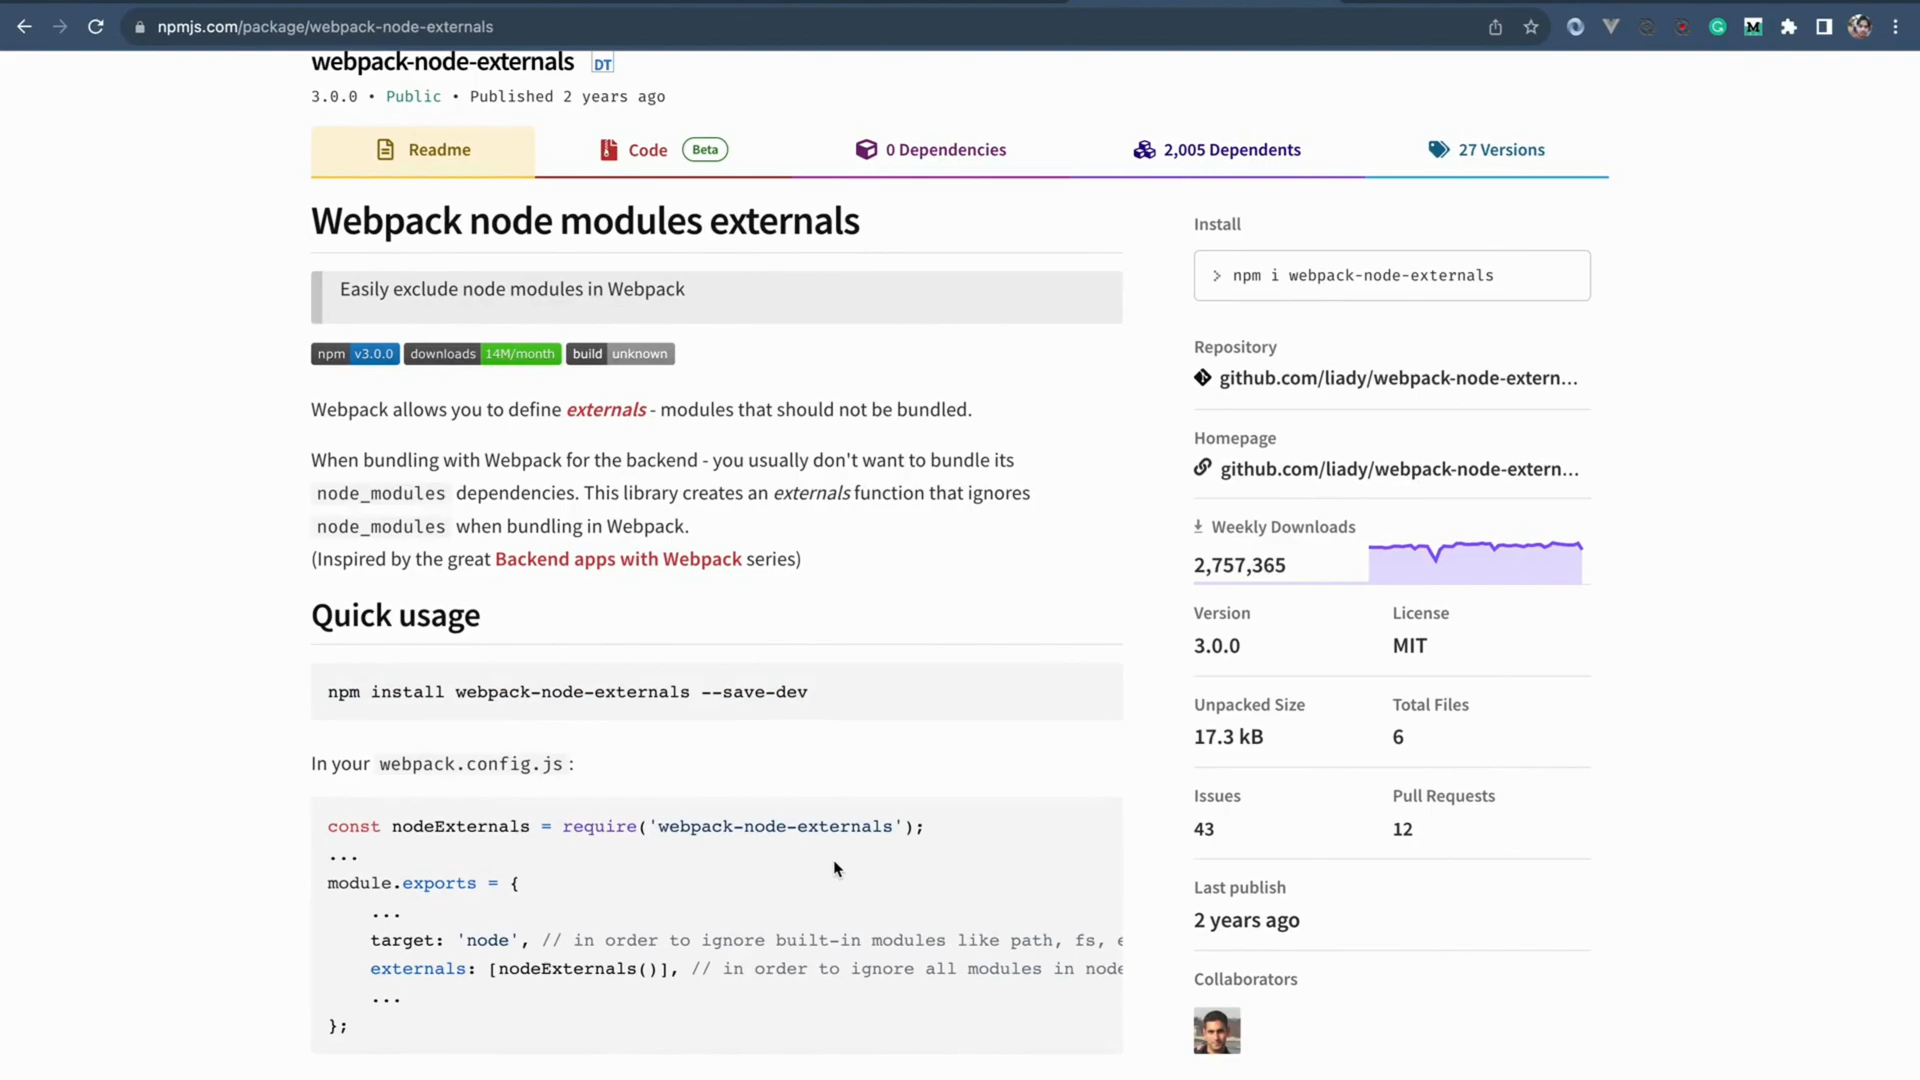 npmjs.com/package/webpack-node-externals
webpack-node-externals DT
3.0.0 • Public • Published 2 years ago
Readme
Code Beta
0 Dependencies
2,005 Dependents
27 Versions
Webpack node modules externals
Easily exclude node modules in Webpack
npm v3.0.0 downloads 14M/month build unknown
Webpack allows you to define externals - modules that should not be bundled.
When bundling with Webpack for the backend - you usually don't want to bundle its
node_modules dependencies. This library creates an externals function that ignores
node_modules when bundling in Webpack.
(Inspired by the great Backend apps with Webpack series)
Quick usage
npm install webpack-node-externals --save-dev
In your webpack.config.js:
const nodeExternals = require('webpack-node-externals');
...
module.exports = {
...
target: 'node', // in order to ignore built-in modules like path, fs, e
externals: [nodeExternals()], // in order to ignore all modules in node
...
};
Install
> npm i webpack-node-externals
Repository
github.com/liady/webpack-node-extern...
Homepage
github.com/liady/webpack-node-extern...
Weekly Downloads
2,757,365
Version
3.0.0
License
MIT
Unpacked Size
17.3 kB
Total Files
6
Issues
43
Pull Requests
12
Last publish
2 years ago
Collaborators